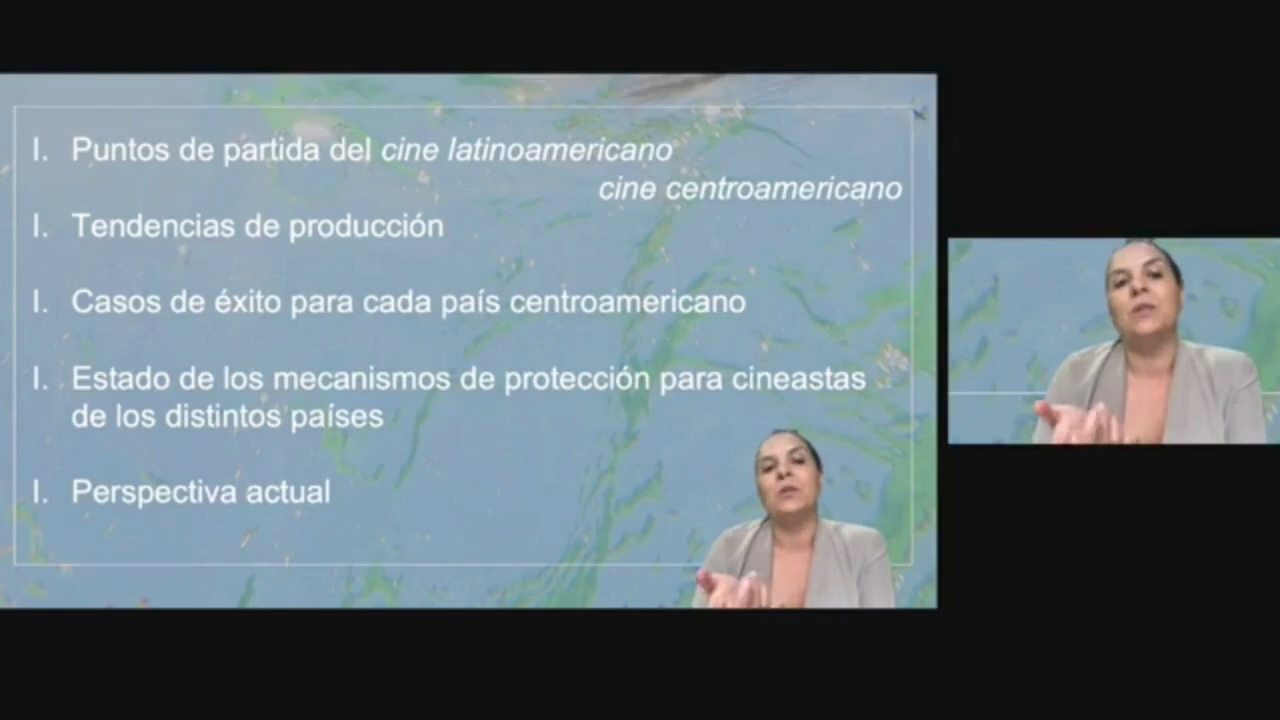 I. Puntos de partida del cine latinoamericano
cine centroamericano
I. Tendencias de producción
I. Casos de éxito para cada país centroamericano
I. Estado de los mecanismos de protección para cineastas
de los distintos países
I. Perspectiva actual